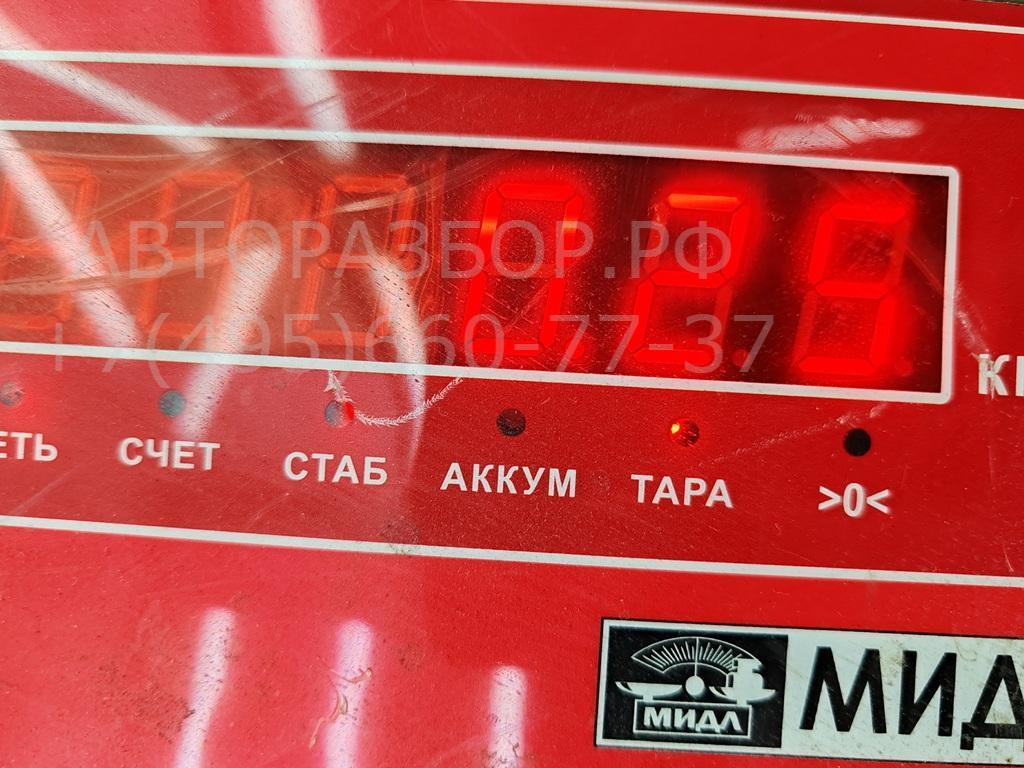 АВТОРАЗБОР.РФ
+7(495)660-77-37
СЧЕТ
СТАБ
АККУМ
ТАРА
>0<
МИДЛ